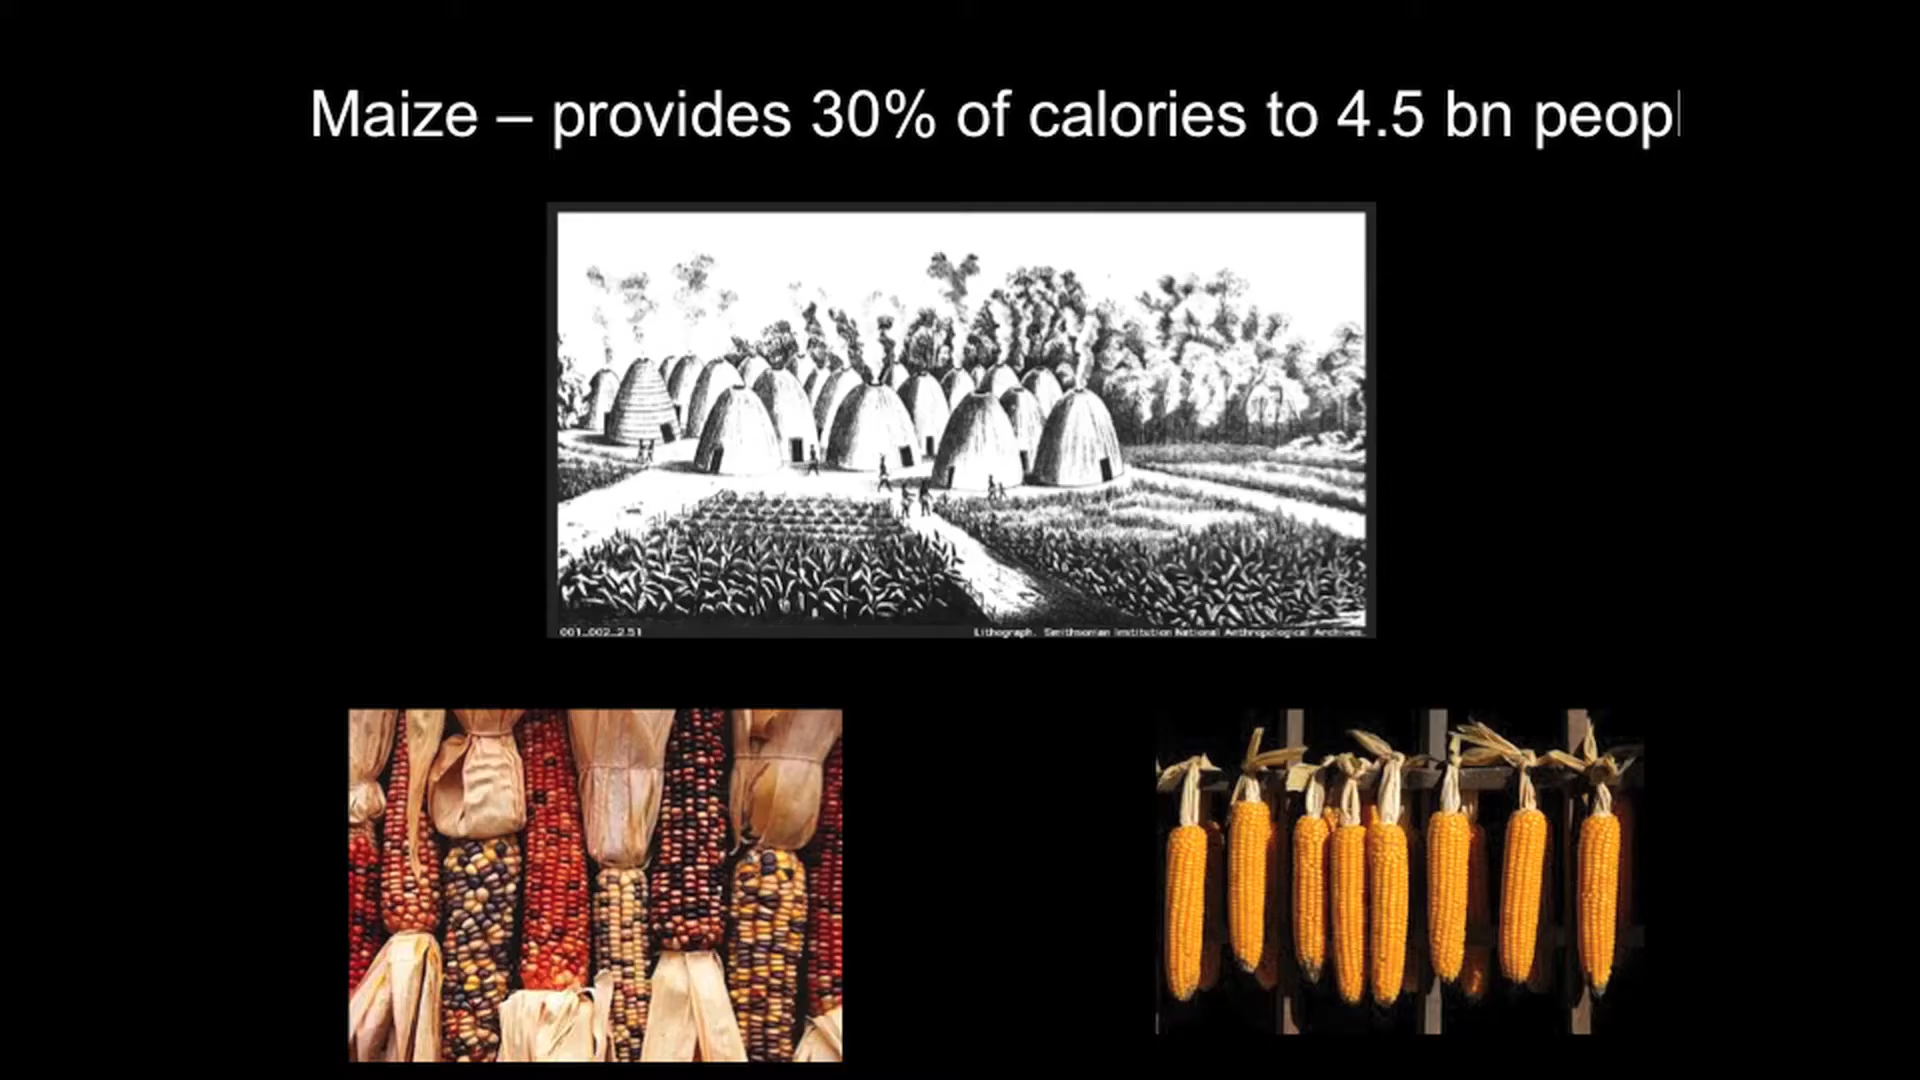 Maize – provides 30% of calories to 4.5 bn peopl
001_002_2.51
Lithograph. Smithsonian Institution National Anthropological Archives.